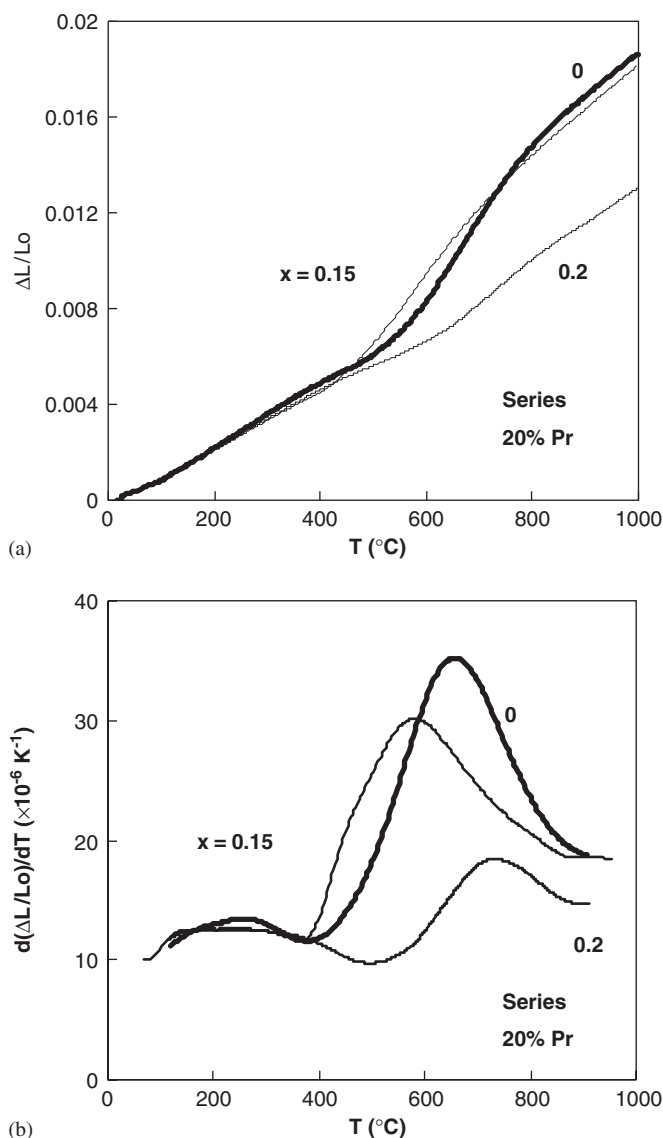 0.02
0.016
0.012
0.008
0.004
0
ΔL/Lo
0
x = 0.15
0.2
Series
20% Pr
0 200 400 600 800 1000
(a)
T (°C)
40
30
20
10
0
d(ΔL/Lo)/dT (×10⁻⁶ K⁻¹)
0
x = 0.15
0.2
Series
20% Pr
0 200 400 600 800 1000
(b)
T (°C)